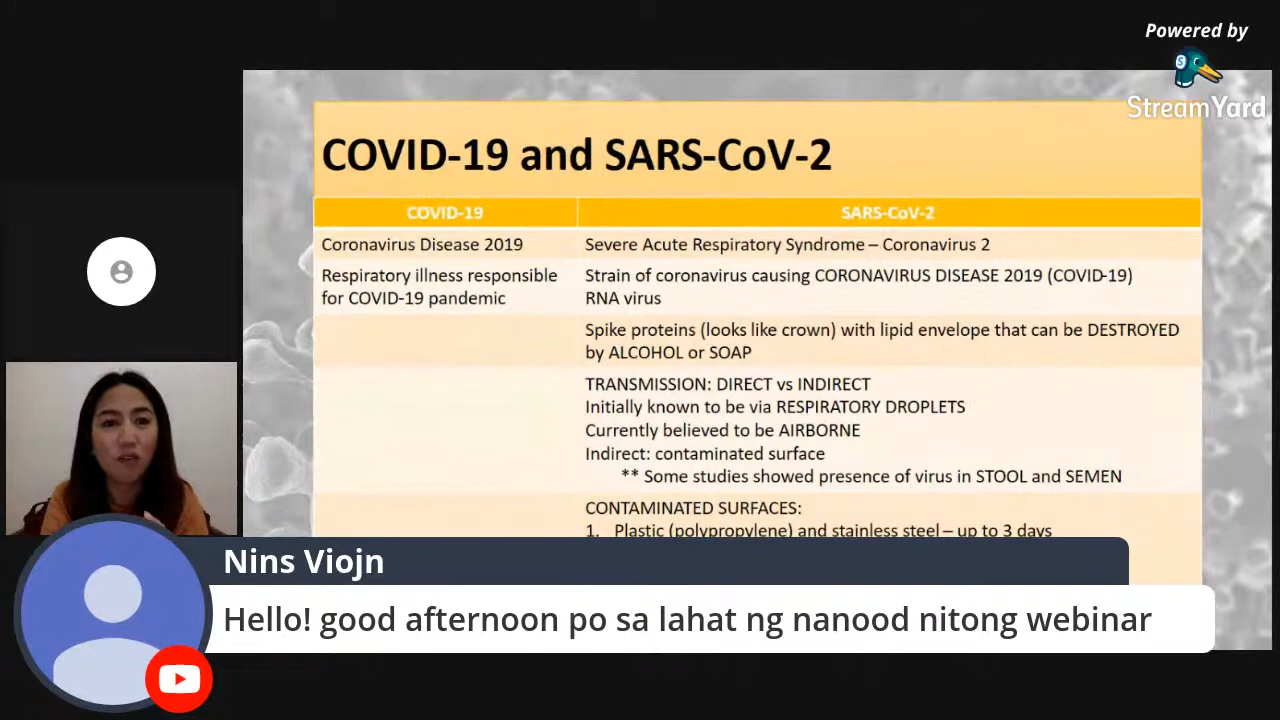 Powered by
StreamYard
COVID-19 and SARS-CoV-2
COVID-19
SARS-CoV-2
Coronavirus Disease 2019
Severe Acute Respiratory Syndrome – Coronavirus 2
Respiratory illness responsible
for COVID-19 pandemic
Strain of coronavirus causing CORONAVIRUS DISEASE 2019 (COVID-19)
RNA virus
Spike proteins (looks like crown) with lipid envelope that can be DESTROYED
by ALCOHOL or SOAP
TRANSMISSION: DIRECT vs INDIRECT
Initially known to be via RESPIRATORY DROPLETS
Currently believed to be AIRBORNE
Indirect: contaminated surface
** Some studies showed presence of virus in STOOL and SEMEN
CONTAMINATED SURFACES:
1. Plastic (polypropylene) and stainless steel – up to 3 days
Nins Viojn
Hello! good afternoon po sa lahat ng nanood nitong webinar